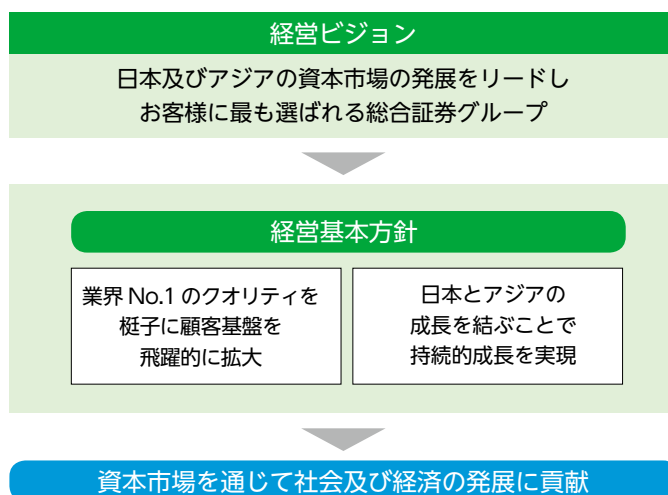 経営ビジョン
日本及びアジアの資本市場の発展をリードし
お客様に最も選ばれる総合証券グループ
経営基本方針
業界 No.1 のクオリティを
梃子に顧客基盤を
飛躍的に拡大
日本とアジアの
成長を結ぶことで
持続的成長を実現
資本市場を通じて社会及び経済の発展に貢献